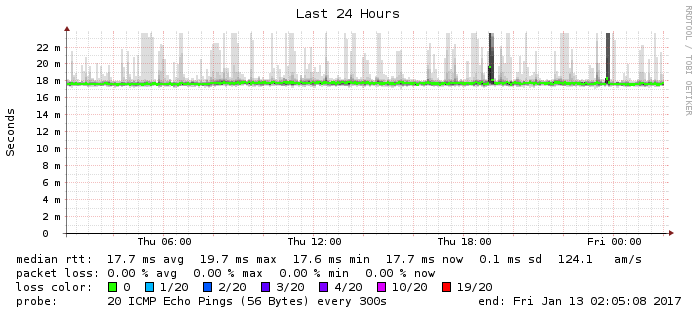 Last 24 Hours
RRDTOOL / TOBI OETIKER
Seconds
22 m
20 m
18 m
16 m
14 m
12 m
10 m
8 m
6 m
4 m
2 m
0
Thu 06:00 Thu 12:00 Thu 18:00 Fri 00:00
median rtt: 17.7 ms avg 19.7 ms max 17.6 ms min 17.7 ms now 0.1 ms sd 124.1 am/s
packet loss: 0.00 % avg 0.00 % max 0.00 % min 0.00 % now
loss color: 0 1/20 2/20 3/20 4/20 10/20 19/20
probe: 20 ICMP Echo Pings (56 Bytes) every 300s end: Fri Jan 13 02:05:08 2017